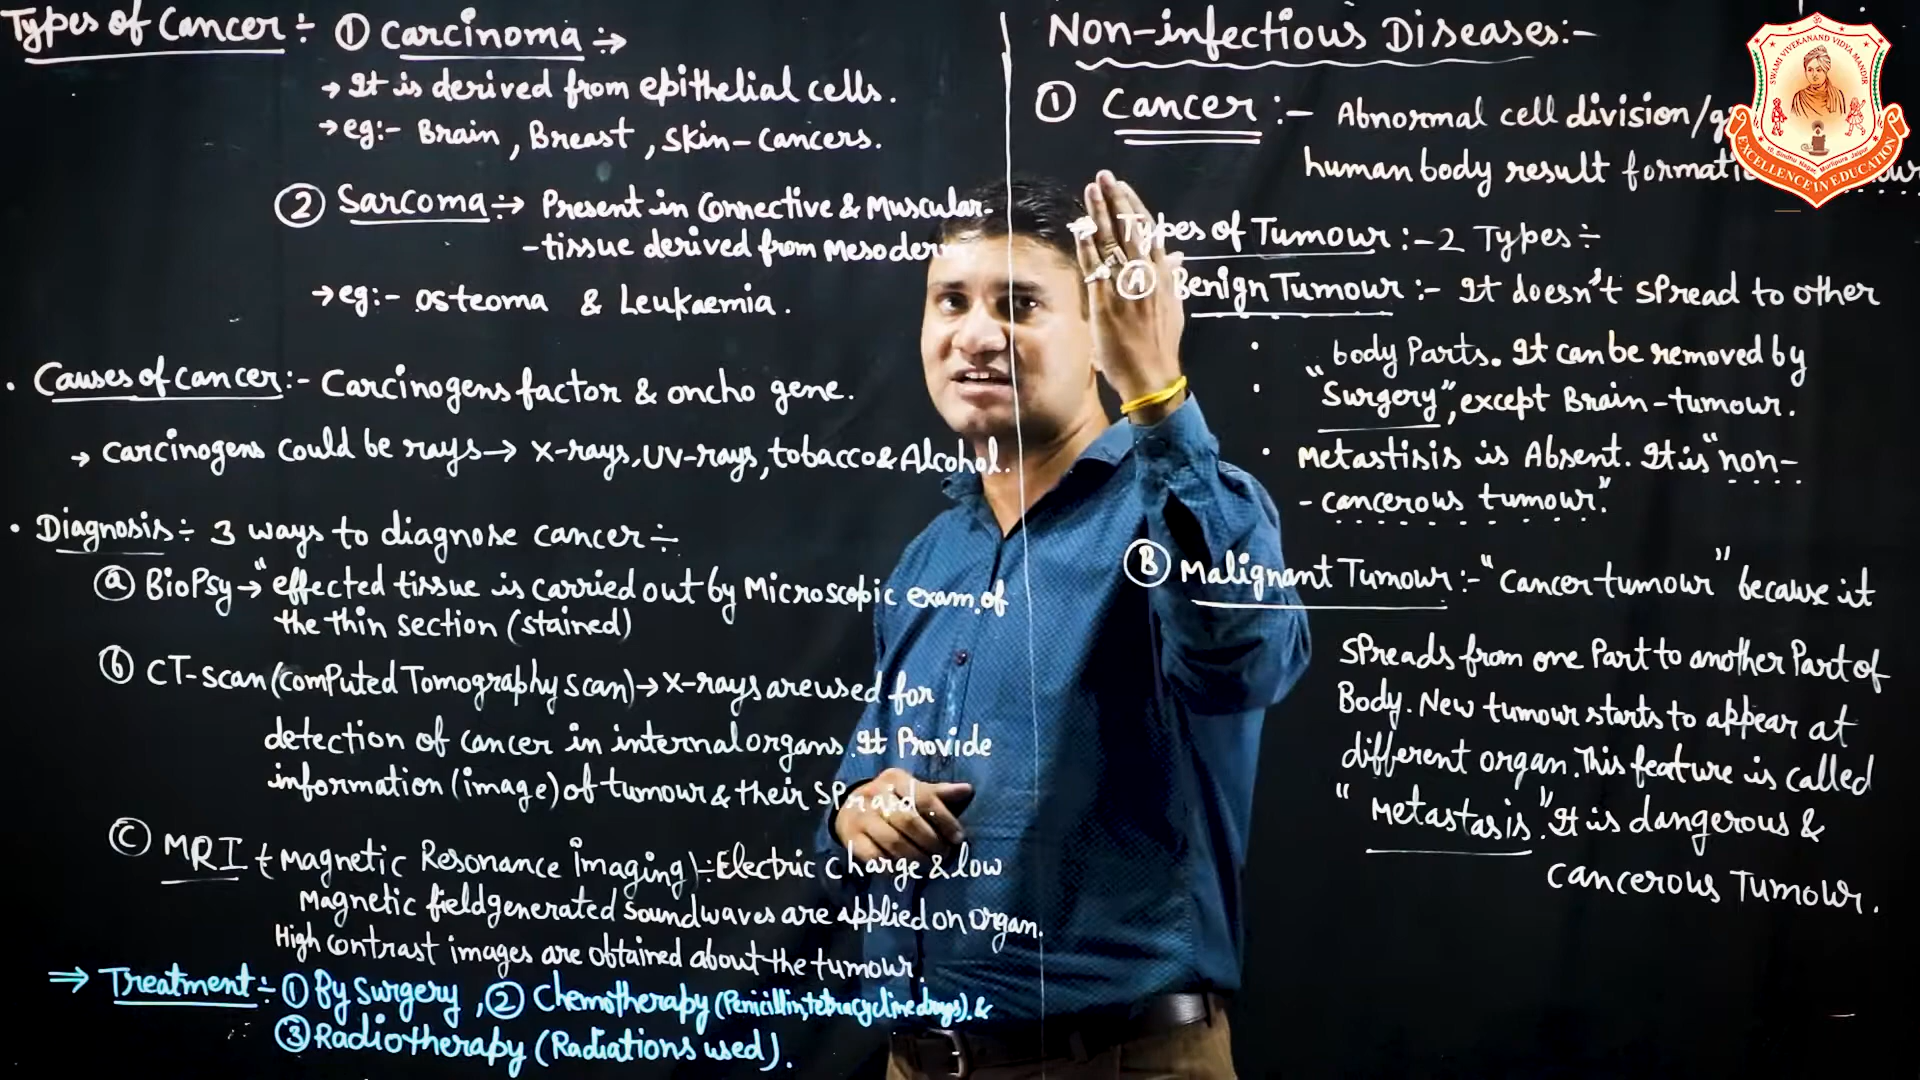 Types of Cancer ÷ ① Carcinoma ÷→
→ It is derived from epithelial cells.
→ eg:- Brain, Breast, Skin-Cancers.
② Sarcoma ÷→ Present in Connective & Muscular-
-tissue derived from Mesoderm
→ eg:- Osteoma & Leukaemia.
• Causes of cancer:- Carcinogens factor & oncho gene.
→ Carcinogens could be rays → X-rays, UV-rays, tobacco & Alcohol.
• Diagnosis ÷ 3 ways to diagnose cancer ÷
ⓐ BioPsy → "effected tissue is carried out by Microscopic exam. of
the thin section (stained)
ⓑ CT-scan (Computed Tomography scan) → X-rays are used for
detection of cancer in internal organs. It Provide
information (image) of tumour & their Spraid
Ⓒ MRI (Magnetic Resonance Imaging) ÷ Electric charge & low
Magnetic field generated Soundwaves are applied on Organ.
High contrast images are obtained about the tumour.
⇒ Treatment ÷ ① By Surgery, ② Chemotherapy (Penicillin, tetracycline drugs). &
③ Radiotherapy (Radiations used).
Non-infectious Diseases:-
① Cancer :- Abnormal cell division/
human body result
→ Types of Tumour :- 2 Types ÷
Ⓐ Benign Tumour :- It doesn't spread to other
• body Parts. It can be removed by
• "Surgery", except Brain-tumour.
• Metastisis is Absent. It is "non-
- cancerous tumour."
Ⓑ Malignant Tumour :- "Cancer tumour" because it
Spreads from one Part to another Part of
Body. New tumour starts to appear at
different organ. This feature is called
"Metastasis". It is dangerous &
Cancerous Tumour.
SWAMI VIVEKANAND VIDYA MANDIR
EXCELLENCE IN EDUCATION